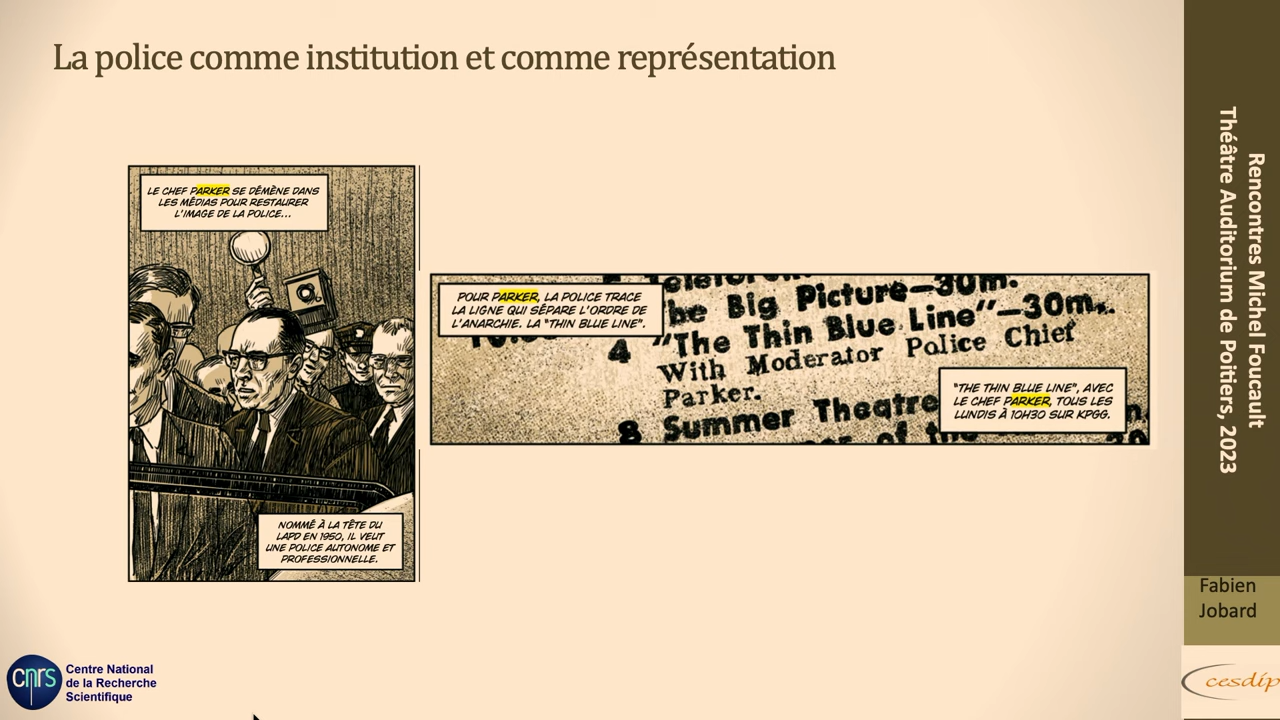 La police comme institution et comme représentation
LE CHEF PARKER SE DÉMÈNE DANS
LES MÉDIAS POUR RESTAURER
L'IMAGE DE LA POLICE...
NOMMÉ À LA TÊTE DU
LAPD EN 1950, IL VEUT
UNE POLICE AUTONOME ET
PROFESSIONNELLE.
POUR PARKER, LA POLICE TRACE
LA LIGNE QUI SÉPARE L'ORDRE DE
L'ANARCHIE. LA "THIN BLUE LINE".
be Big Picture—30m.
4 "The Thin Blue Line"—30m.
With Moderator Police Chief
Parker.
8 Summer Theatre
"THE THIN BLUE LINE", AVEC
LE CHEF PARKER, TOUS LES
LUNDIS À 10H30 SUR KPGG.
Rencontres Michel Foucault
Théâtre Auditorium de Poitiers, 2023
Fabien
Jobard
cnrs
Centre National
de la Recherche
Scientifique
cesdip